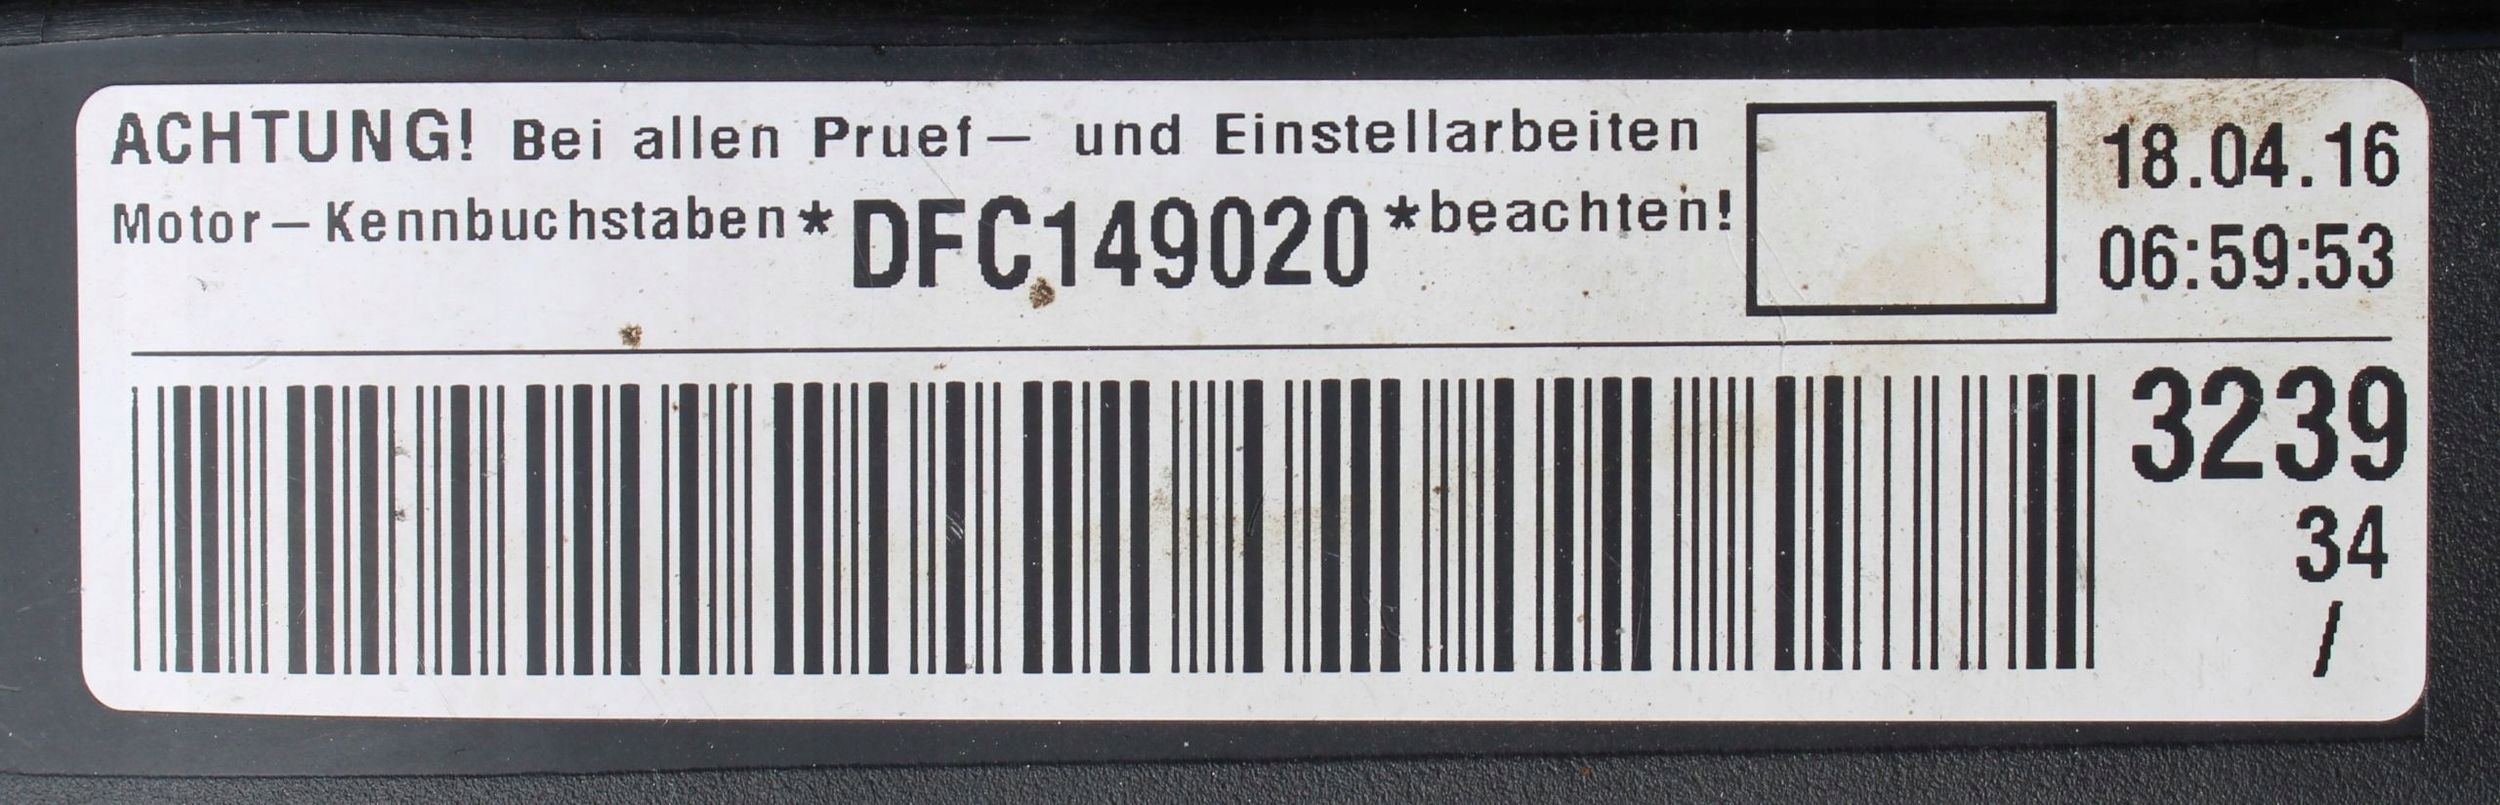 ACHTUNG! Bei allen Pruef– und Einstellarbeiten
Motor–Kennbuchstaben*DFC149020*beachten!
18.04.16
06:59:53
3239
34
/